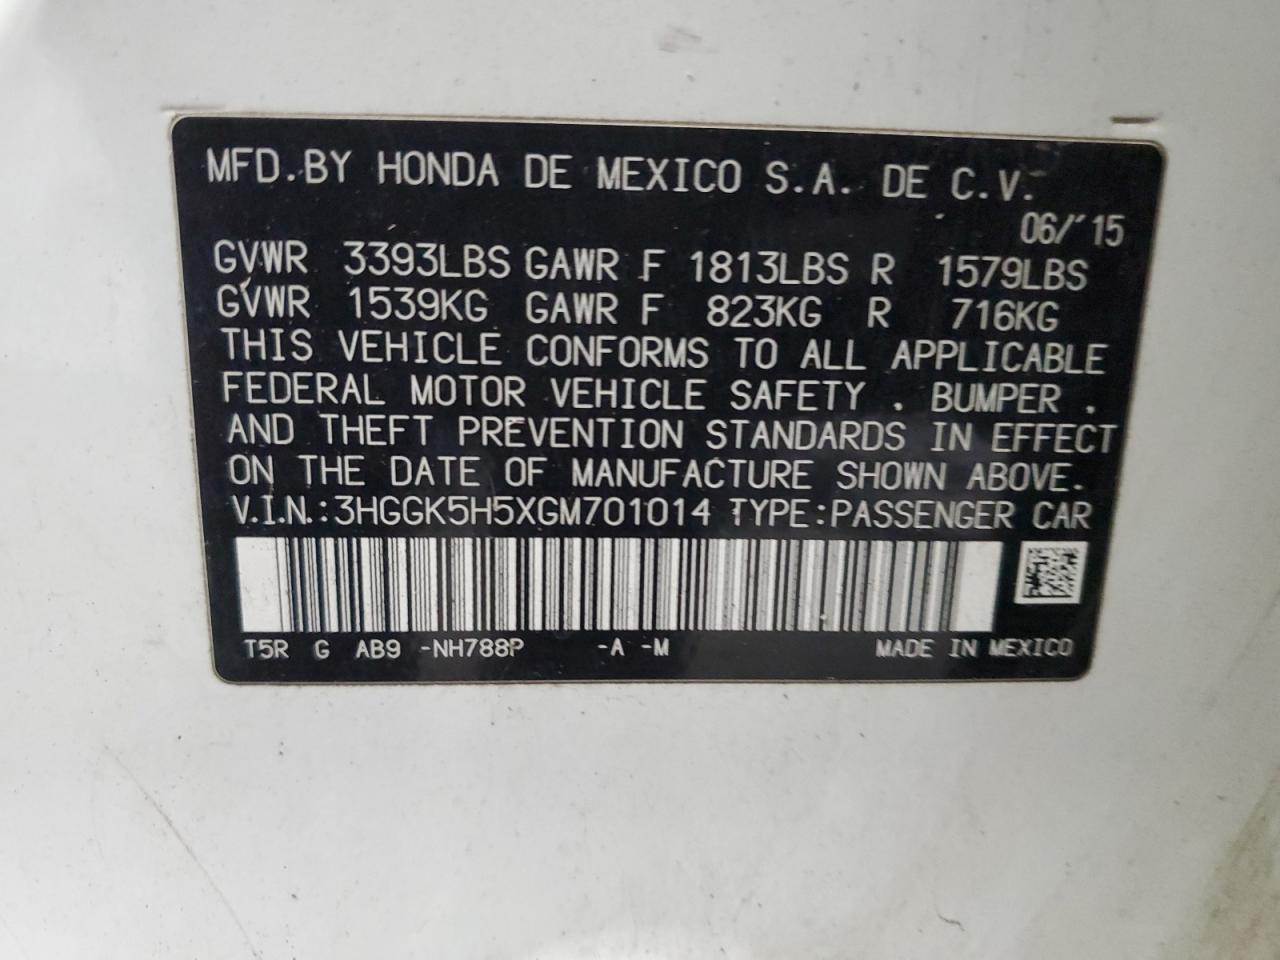 MFD.BY HONDA DE MEXICO S.A. DE C.V.
06/'15
GVWR 3393LBS GAWR F 1813LBS R 1579LBS
GVWR 1539KG GAWR F 823KG R 716KG
THIS VEHICLE CONFORMS TO ALL APPLICABLE
FEDERAL MOTOR VEHICLE SAFETY , BUMPER ,
AND THEFT PREVENTION STANDARDS IN EFFECT
ON THE DATE OF MANUFACTURE SHOWN ABOVE.
V.I.N.:3HGGK5H5XGM701014 TYPE:PASSENGER CAR
T5R G AB9 -NH788P -A -M MADE IN MEXICO